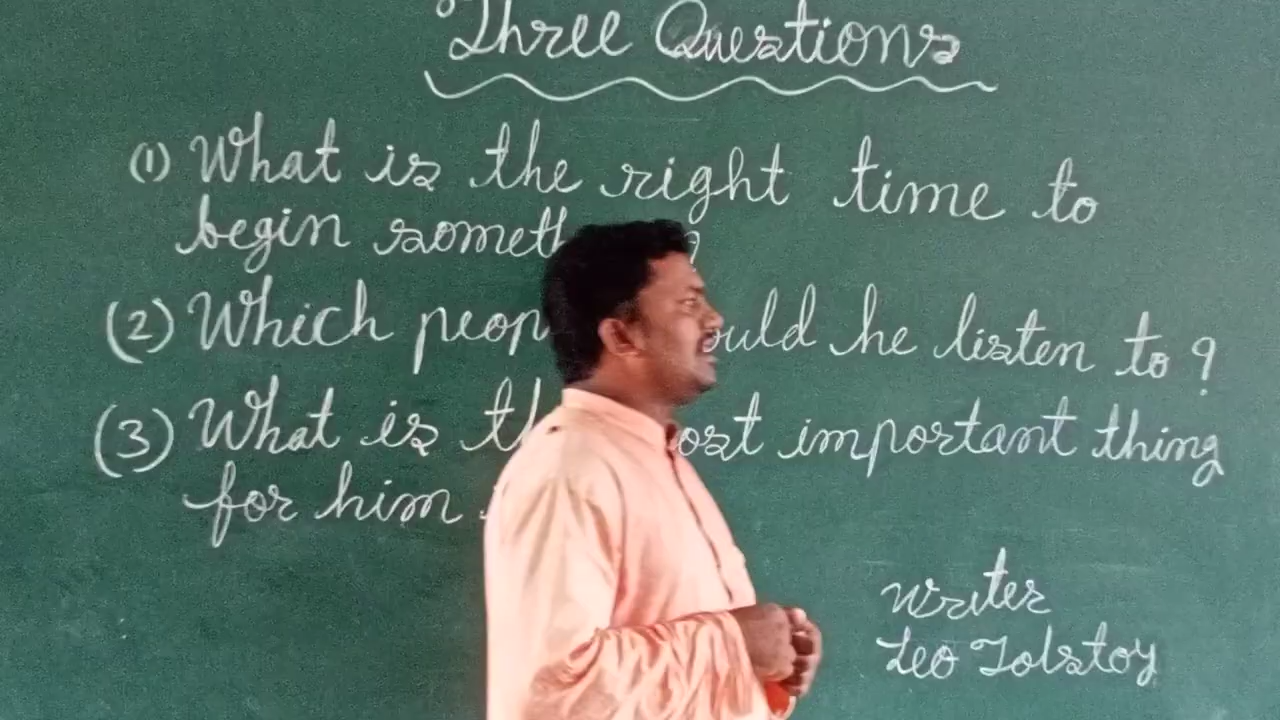 Three Questions
(1) What is the right time to
begin ?
(2) Which he listen to ?
(3) What is important thing
for him
Writer
Leo Tolstoy